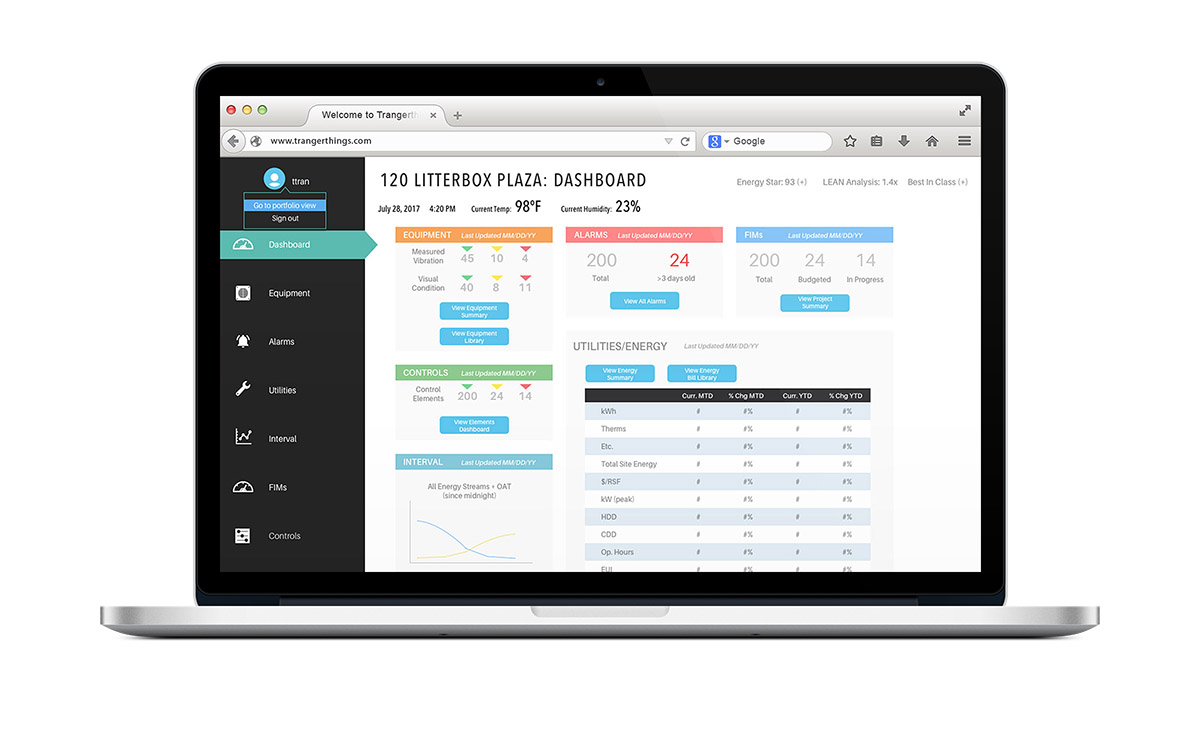 Welcome to Trangerth
www.trangerthings.com
Google
ttran
Go to portfolio view
Sign out
Dashboard
Equipment
Alarms
Utilities
Interval
FIMs
Controls
120 LITTERBOX PLAZA: DASHBOARD
Energy Star: 93 (+) LEAN Analysis: 1.4x Best In Class (+)
July 28, 2017 4:20 PM Current Temp: 98°F Current Humidity: 23%
EQUIPMENT Last Updated MM/DD/YY
Measured
Vibration 45 10 4
Visual
Condition 40 8 11
View Equipment
Summary
View Equipment
Library
CONTROLS Last Updated MM/DD/YY
Control
Elements 200 24 14
View Elements
Dashboard
INTERVAL Last Updated MM/DD/YY
All Energy Streams + OAT
(since midnight)
ALARMS Last Updated MM/DD/YY
200 24
Total >3 days old
View All Alarms
FIMs Last Updated MM/DD/YY
200 24 14
Total Budgeted In Progress
View Project
Summary
UTILITIES/ENERGY Last Updated MM/DD/YY
View Energy
Summary
View Energy
Bill Library
Curr. MTD % Chg MTD Curr. YTD % Chg YTD
kWh # #% # #%
Therms # #% # #%
Etc. # #% # #%
Total Site Energy # #% # #%
$/RSF # #% # #%
kW (peak) # #% # #%
HDD # #% # #%
CDD # #% # #%
Op. Hours # #% # #%
EUI # #% # #%